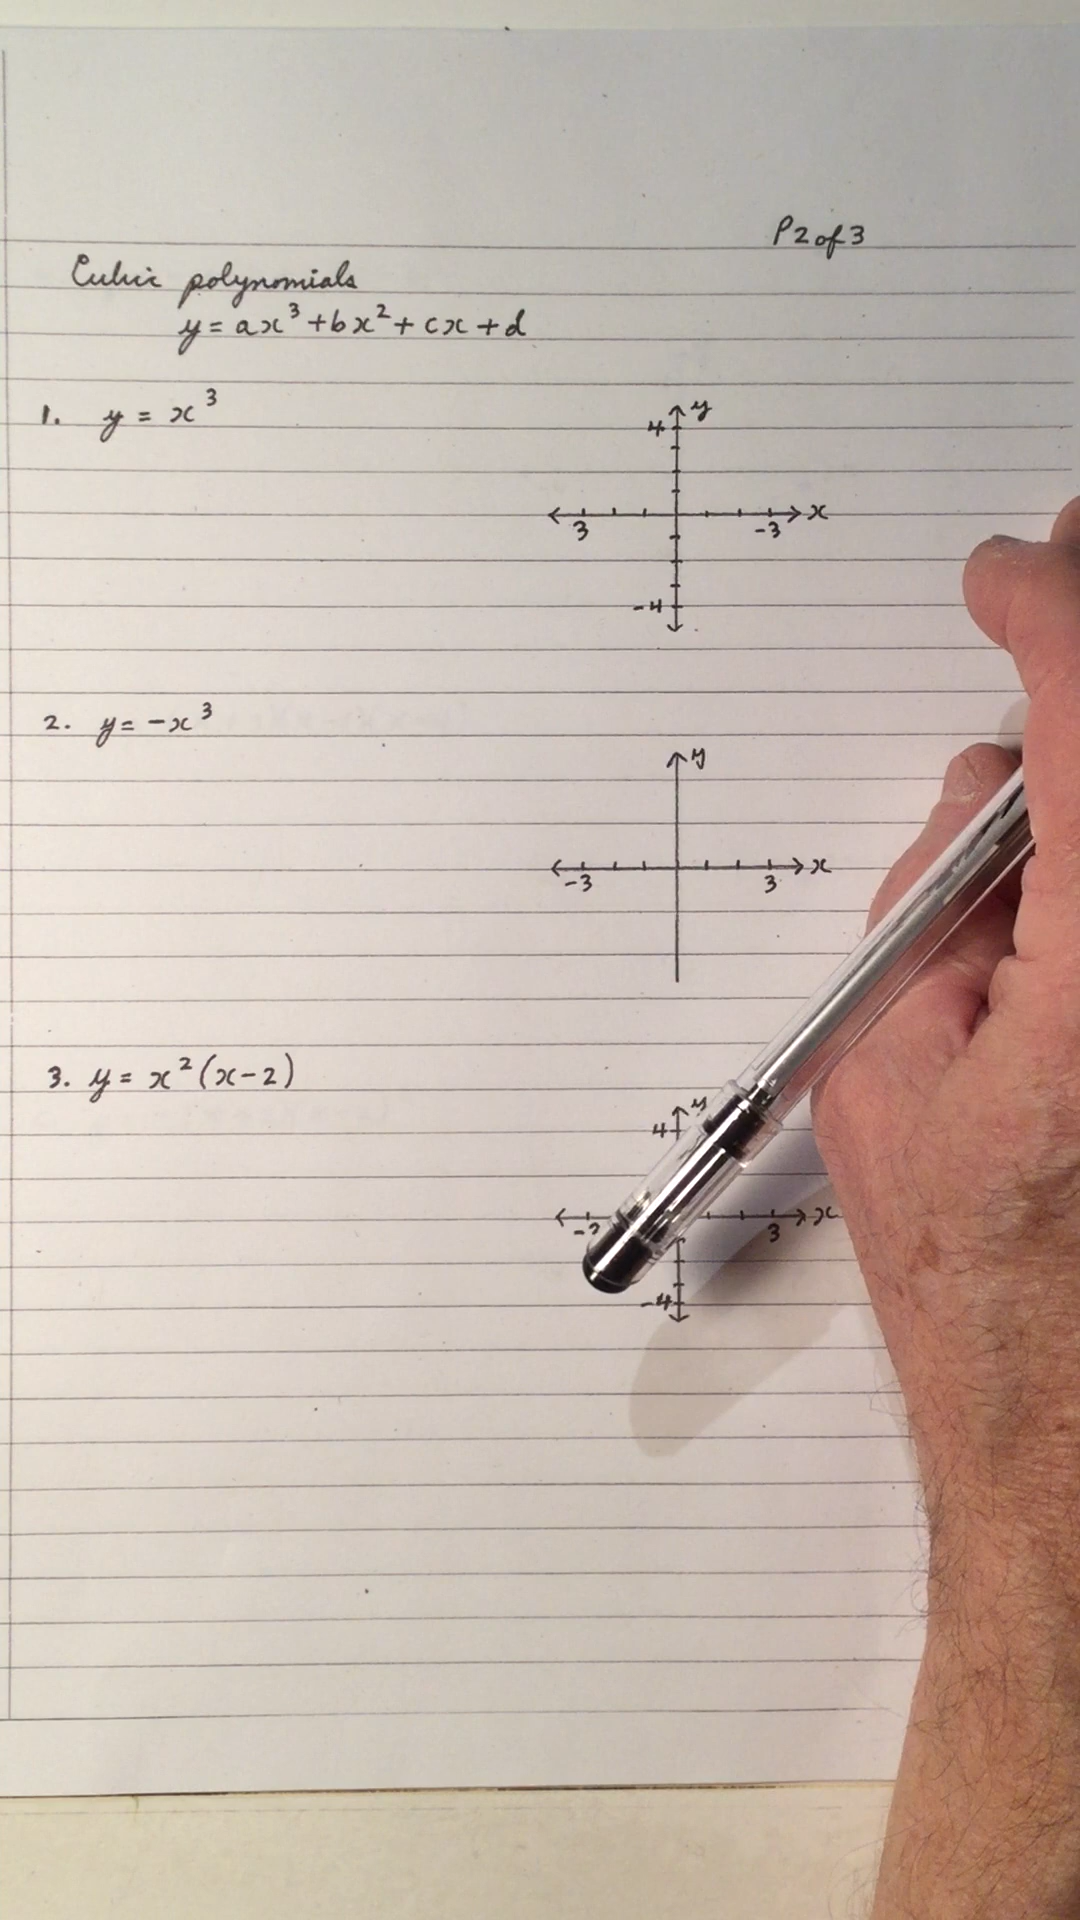 P2 of 3
Cubic polynomials
y = ax³ + bx² + cx + d
1. y = x³
y
4
x
3
-3
-4
2. y = -x³
y
x
-3
3
3. y = x²(x-2)
y
4
x
3
-4